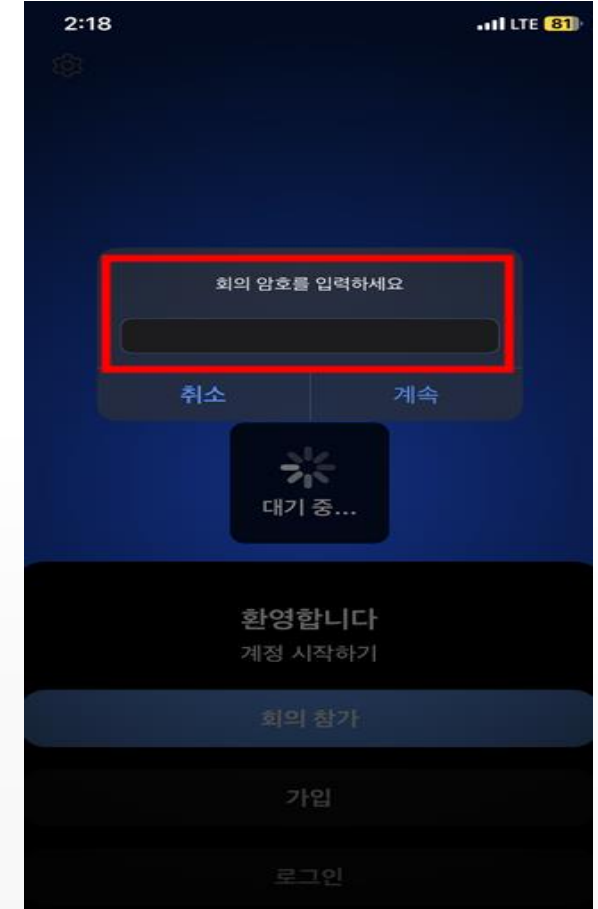 2:18 LTE 81
회의 암호를 입력하세요
취소 계속
대기 중...
환영합니다
계정 시작하기
회의 참가
가입
로그인